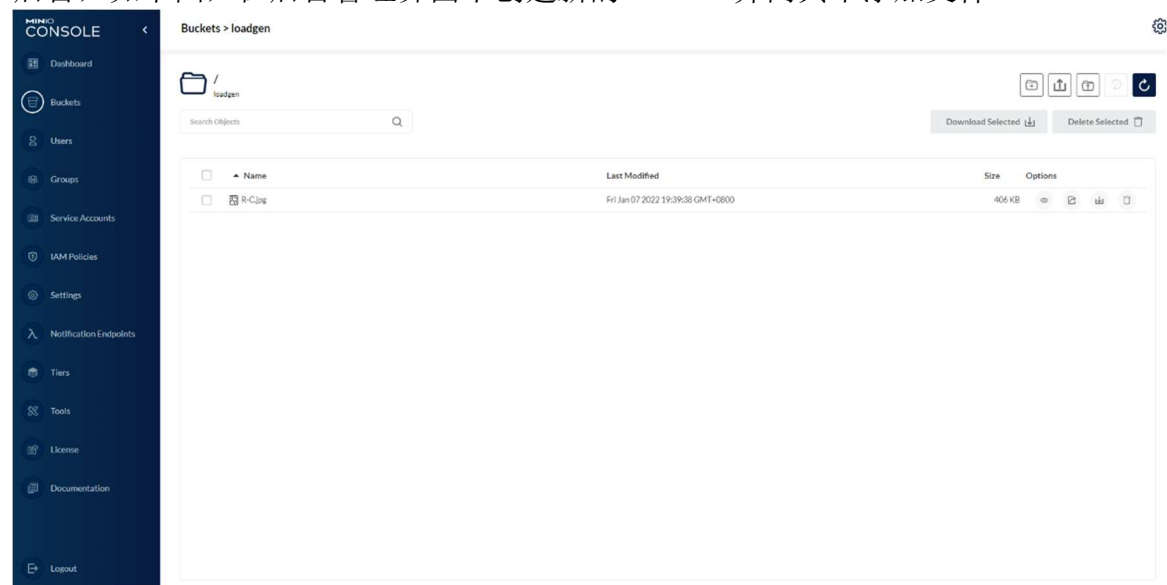 MINIO
CONSOLE
Buckets > loadgen
Dashboard
/
loadgen
Buckets
Search Objects
Download Selected
Delete Selected
Users
Name
Last Modified
Size
Options
Groups
R-C.jpg
Fri Jan 07 2022 19:39:38 GMT+0800
406 KB
Service Accounts
IAM Policies
Settings
Notification Endpoints
Tiers
Tools
License
Documentation
Logout